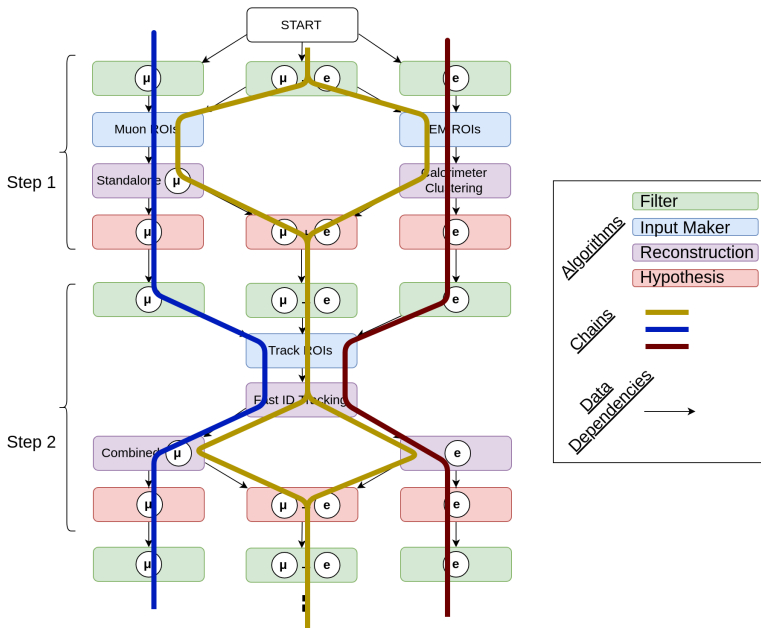 START
μ
μ e
e
Muon ROIs
EM ROIs
Step 1
Standalone μ
Calorimeter
Clustering
μ
μ e
e
μ
μ - e
e
Track ROIs
Fast ID Tracking
Step 2
Combined μ
e
μ
μ - e
e
μ
μ - e
e
Algorithms
Filter
Input Maker
Reconstruction
Hypothesis
Chains
Data
Dependencies